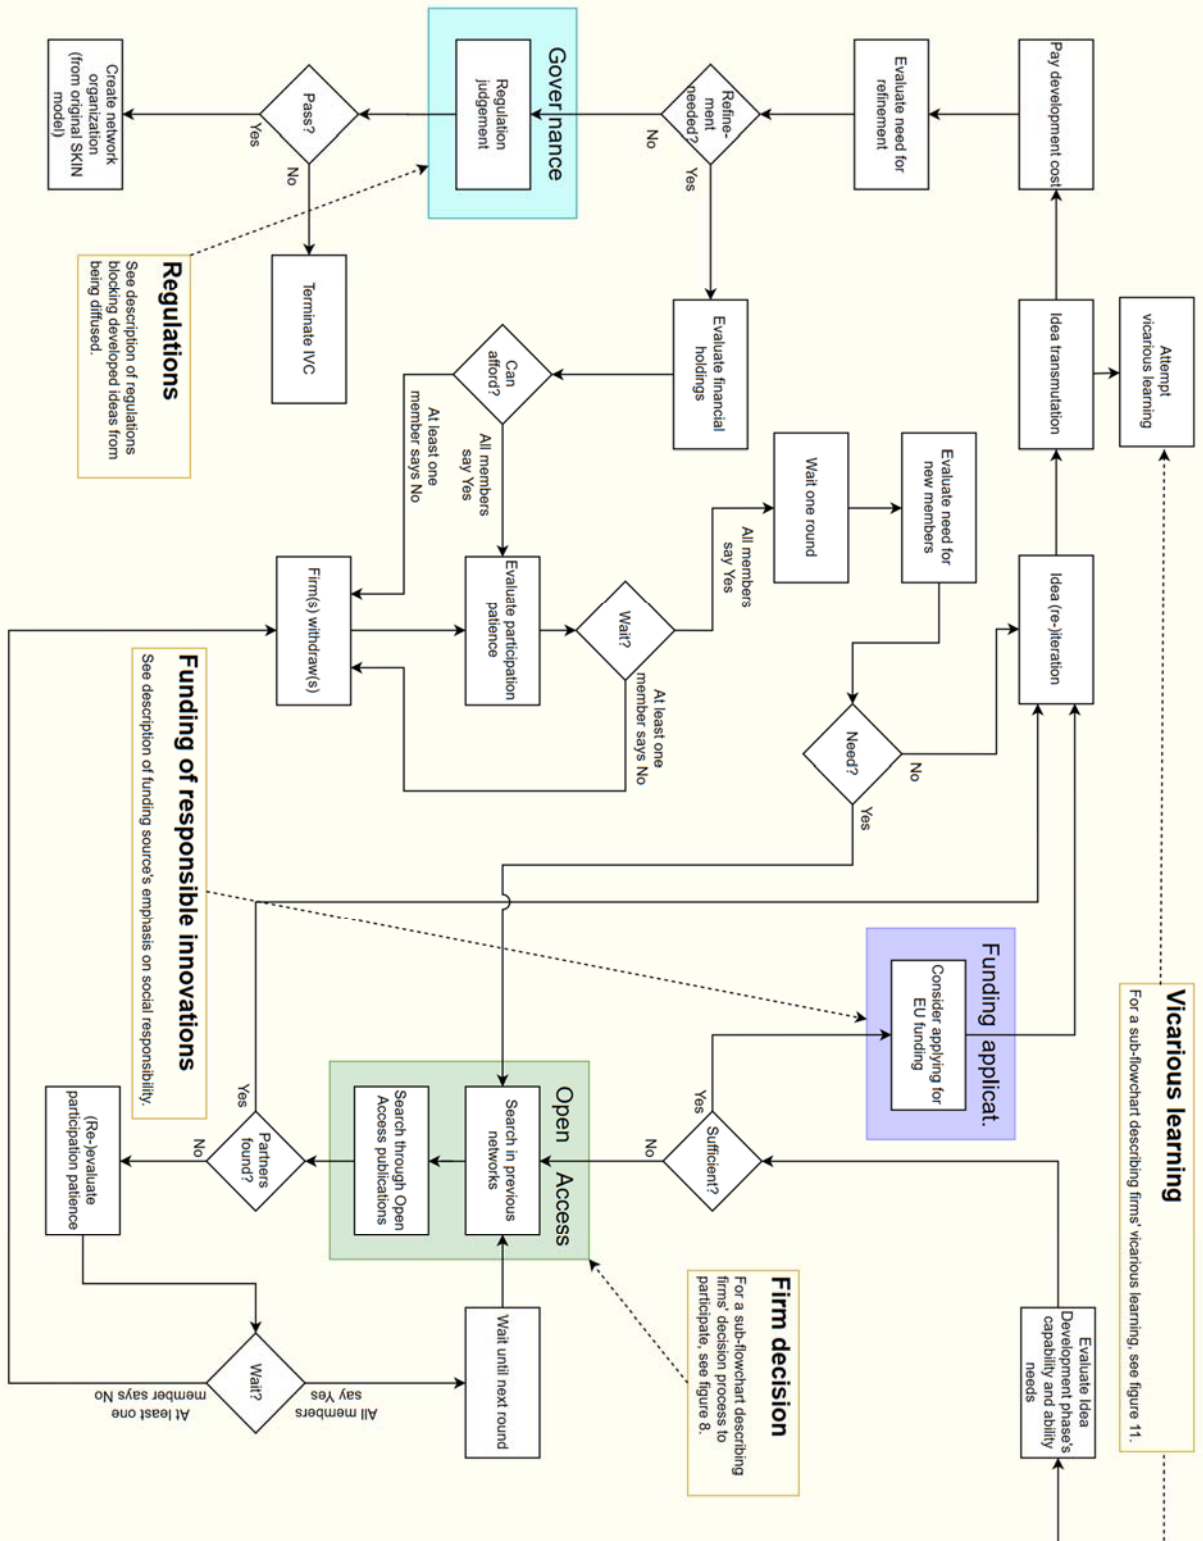 Vicarious learning
For a sub-flowchart describing firms' vicarious learning, see figure 11.
Attempt
vicarious learning
Pay development cost
Idea transmutation
Idea (re-)iteration
Evaluate Idea
Development phase's
capability and ability
needs
Evaluate need for
refinement
Evaluate need for
new members
Funding applicat.
Consider applying for
EU funding
Wait one round
Need?
No
Yes
Refine-
ment
needed?
No
Yes
Evaluate financial
holdings
All members
say Yes
Wait?
At least one
member says No
Sufficient?
Yes
No
Firm decision
For a sub-flowchart describing
firms' decision process to
participate, see figure 8.
Governance
Regulation
judgement
Can
afford?
All members
say Yes
At least one
member says No
Evaluate participation
patience
Open Access
Search in previous
networks
Search through Open
Access publications
Wait until next round
Pass?
Yes
No
Terminate IVC
Firm(s) withdraw(s)
Partners
found?
Yes
No
Wait?
All members
say Yes
At least one
member says No
Create network
organization
(from original SKIN
model)
Regulations
See description of regulations
blocking developed ideas from
being diffused.
Funding of responsible innovations
See description of funding source's emphasis on social responsibility.
(Re-)evaluate
participation patience